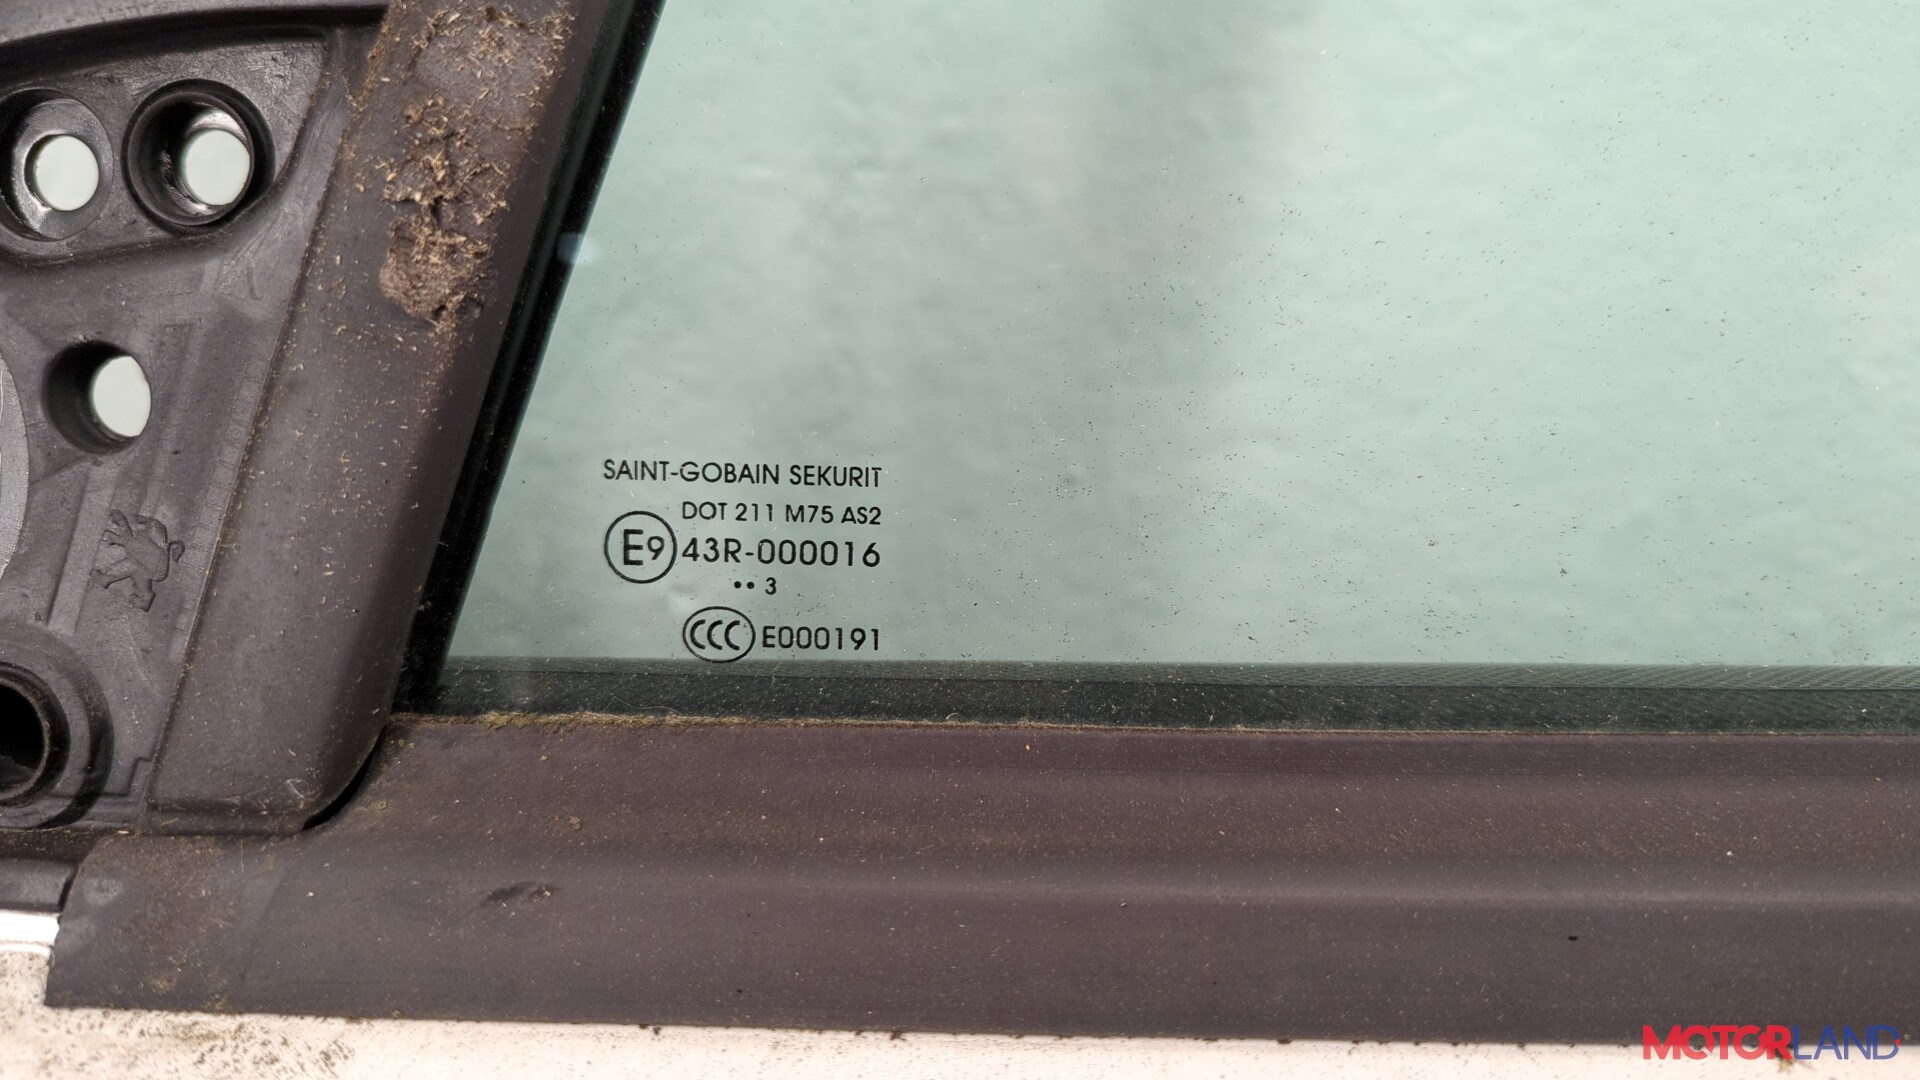 SAINT-GOBAIN SEKURIT
DOT 211 M75 AS2
E9 43R-000016
•• 3
CCC E000191
MOTORLAND